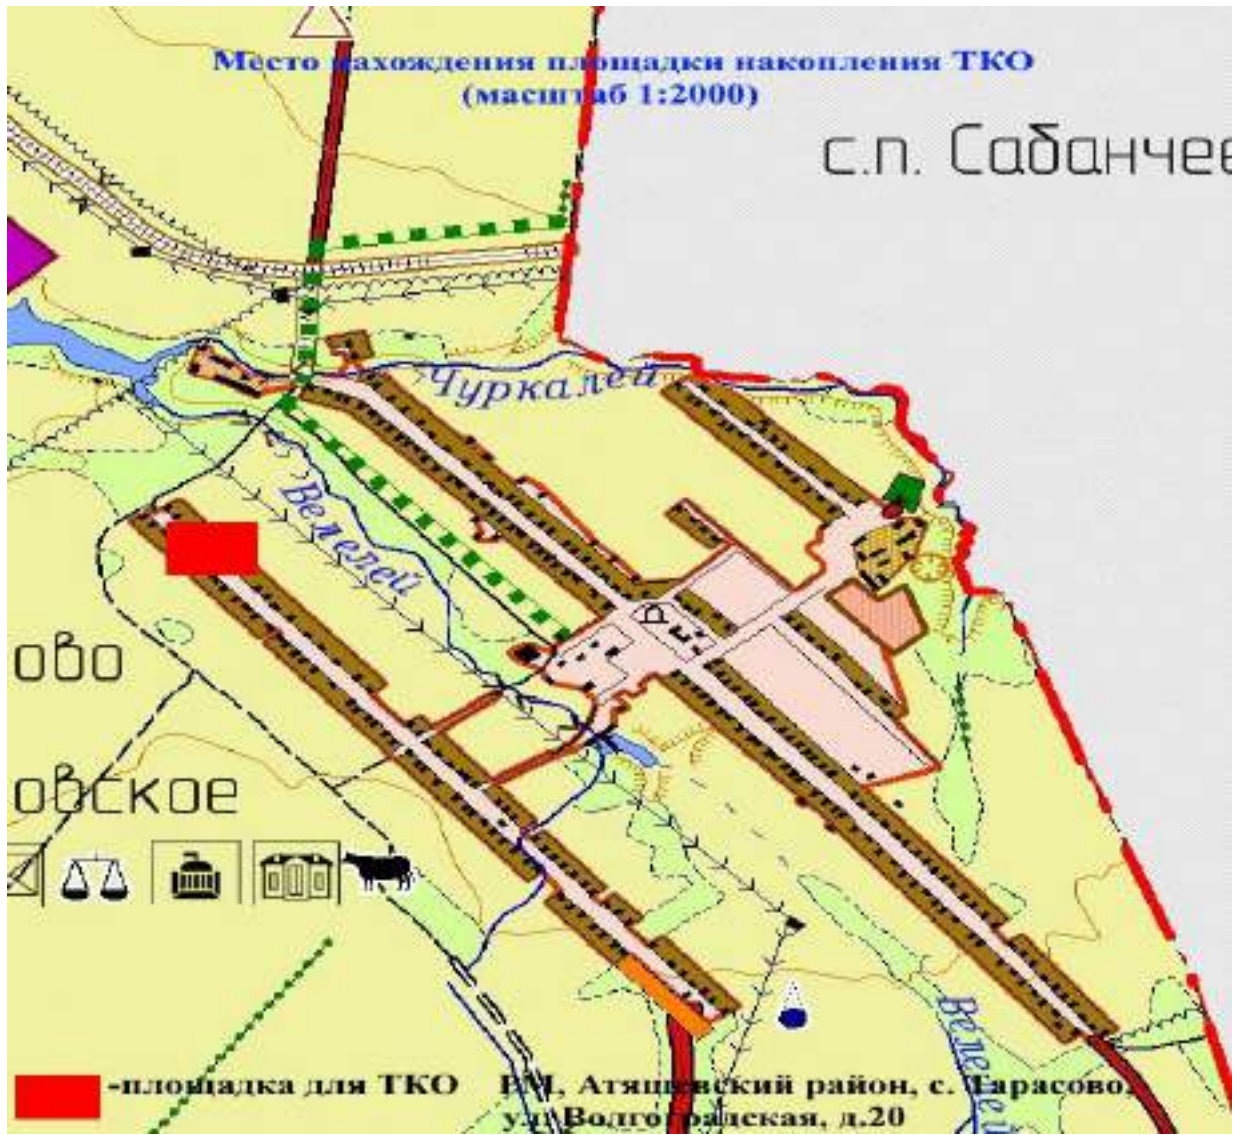 Место нахождения площадки накопления ТКО
(масштаб 1:2000)
с.п. Сабанчее
Чуркалей
Велелей
Р
ово
овское
Велелей
-площадка для ТКО
РМ, Атяшевский район, с. Тарасово,
ул. Волгоградская, д.20